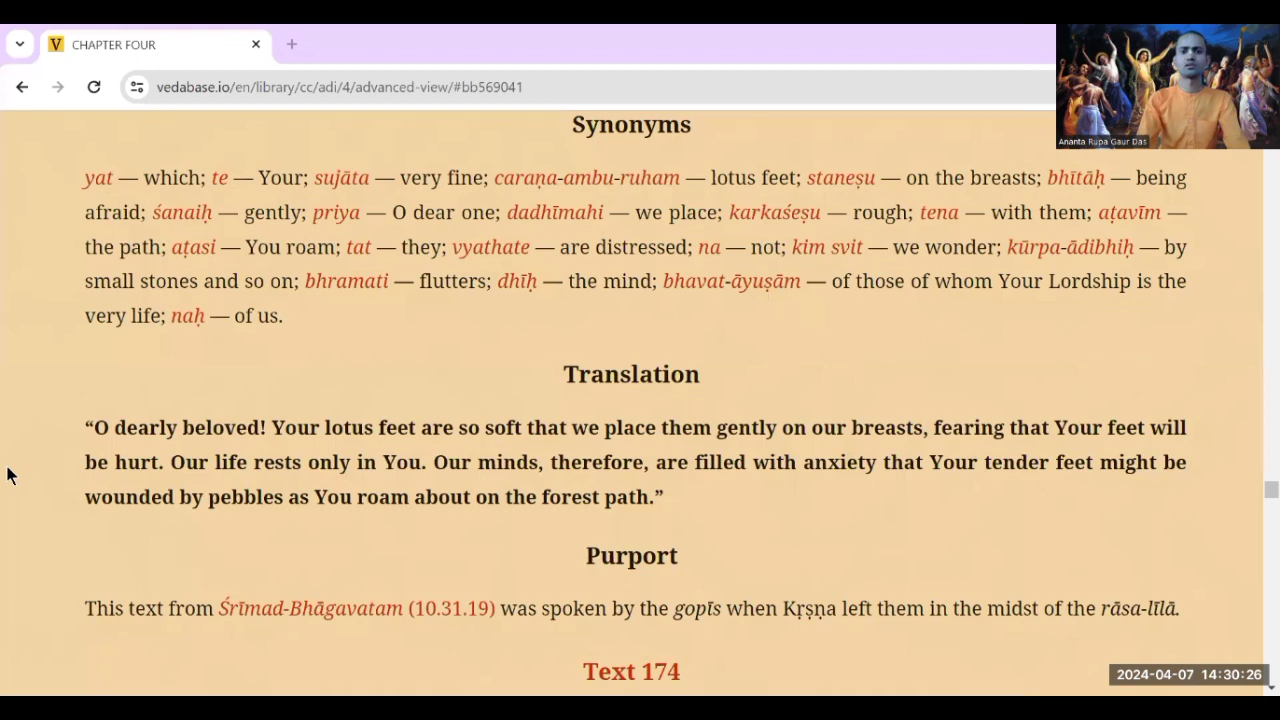 CHAPTER FOUR
vedabase.io/en/library/cc/adi/4/advanced-view/#bb569041
Ananta Rupa Gaur Das
Synonyms
yat — which; te — Your; sujāta — very fine; caraṇa-ambu-ruham — lotus feet; staneṣu — on the breasts; bhītāḥ — being
afraid; śanaiḥ — gently; priya — O dear one; dadhīmahi — we place; karkaśeṣu — rough; tena — with them; aṭavīm —
the path; aṭasi — You roam; tat — they; vyathate — are distressed; na — not; kim svit — we wonder; kūrpa-ādibhiḥ — by
small stones and so on; bhramati — flutters; dhīḥ — the mind; bhavat-āyuṣām — of those of whom Your Lordship is the
very life; naḥ — of us.
Translation
“O dearly beloved! Your lotus feet are so soft that we place them gently on our breasts, fearing that Your feet will
be hurt. Our life rests only in You. Our minds, therefore, are filled with anxiety that Your tender feet might be
wounded by pebbles as You roam about on the forest path.”
Purport
This text from Śrīmad-Bhāgavatam (10.31.19) was spoken by the gopīs when Kṛṣṇa left them in the midst of the rāsa-līlā.
Text 174
2024-04-07 14:30:26